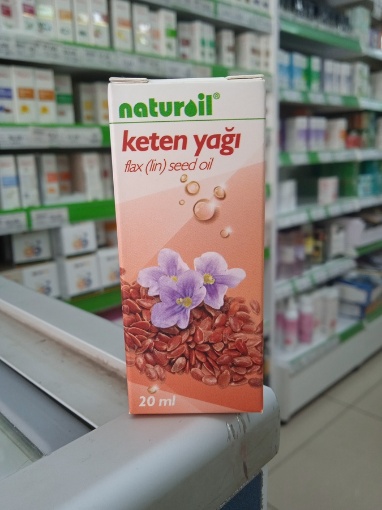 naturoil®
keten yağı
flax (lin) seed oil
20 ml